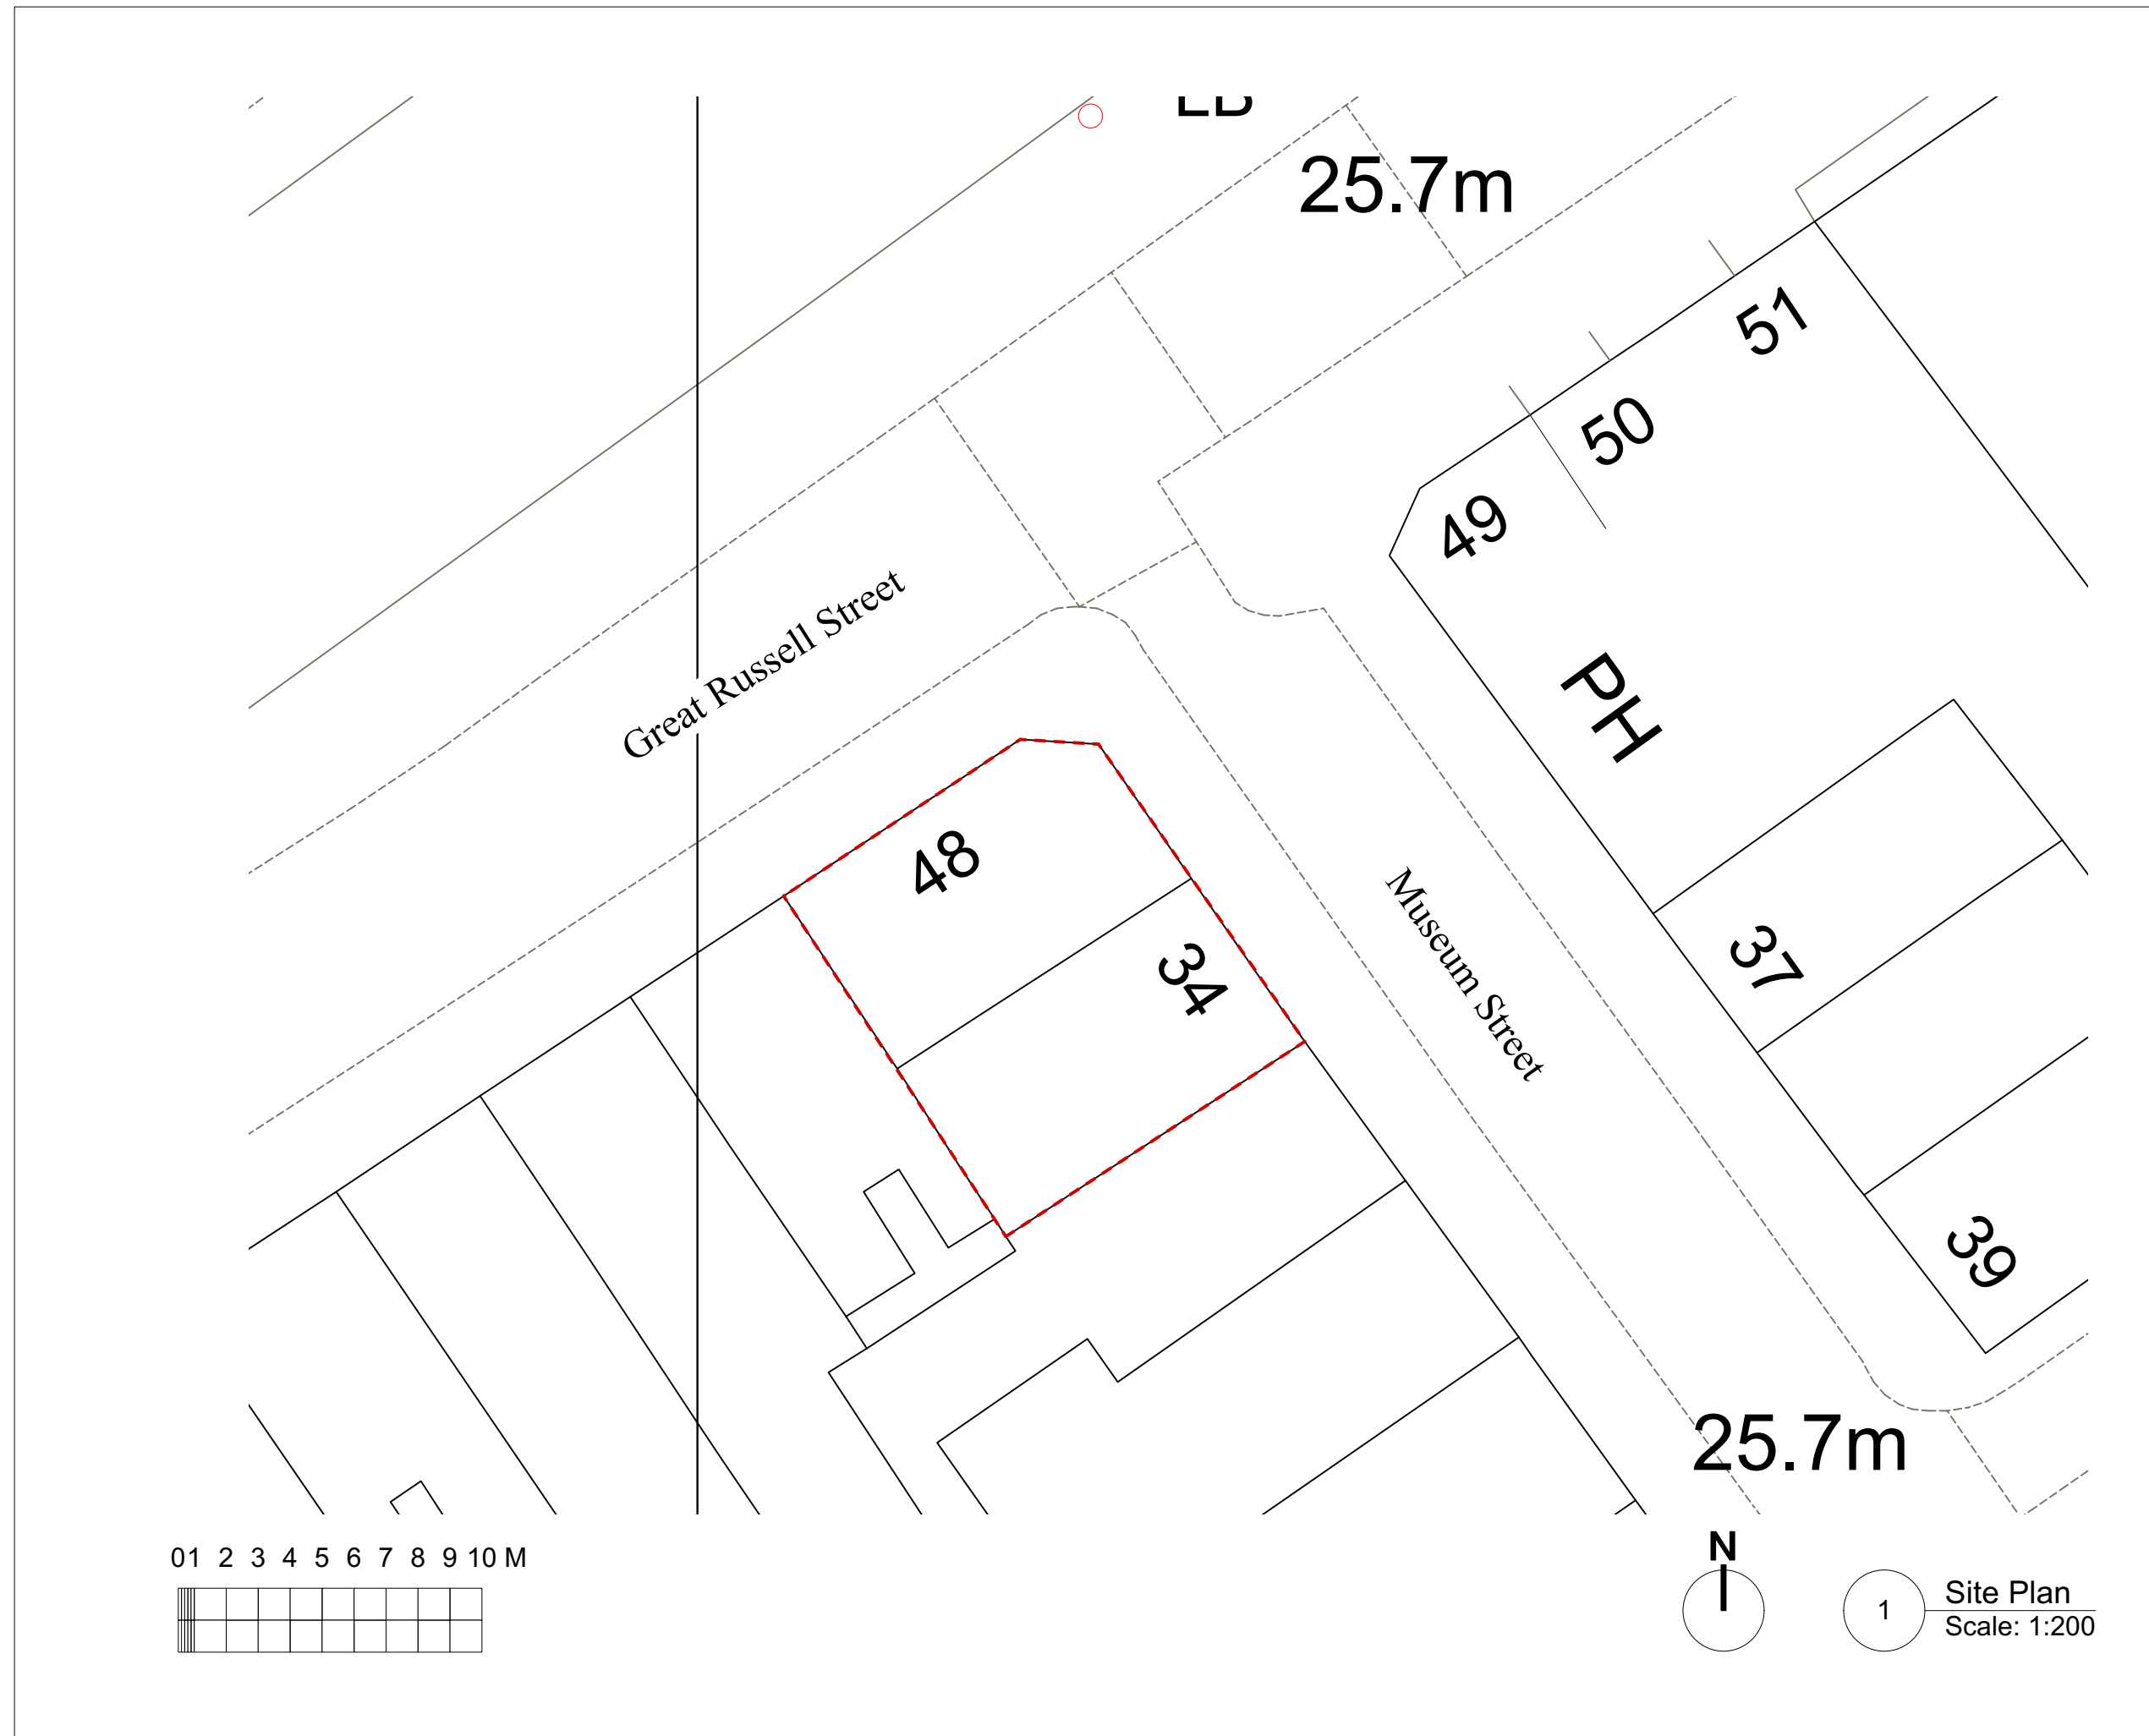 25.7m
51
50
49
Great Russell Street
PH
48
Museum Street
34
37
39
25.7m
01 2 3 4 5 6 7 8 9 10 M
N
1
Site Plan
Scale: 1:200